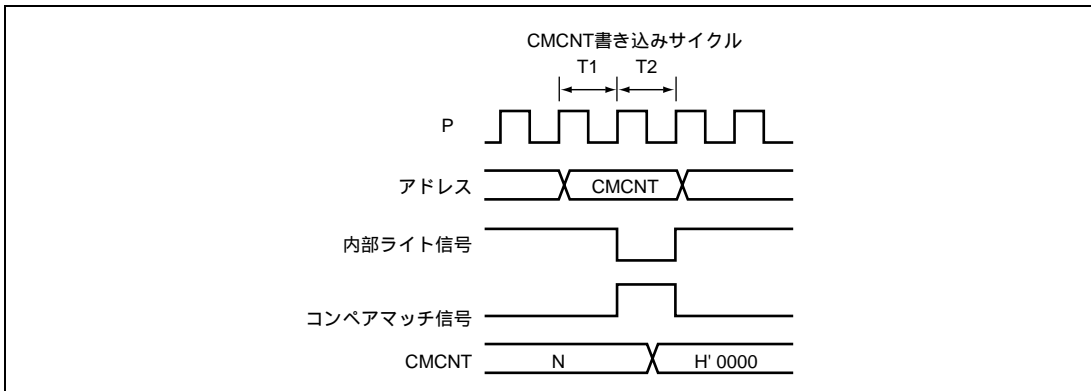 CMCNT書き込みサイクル
T1 T2
P
アドレス CMCNT
内部ライト信号
コンペアマッチ信号
CMCNT N H' 0000